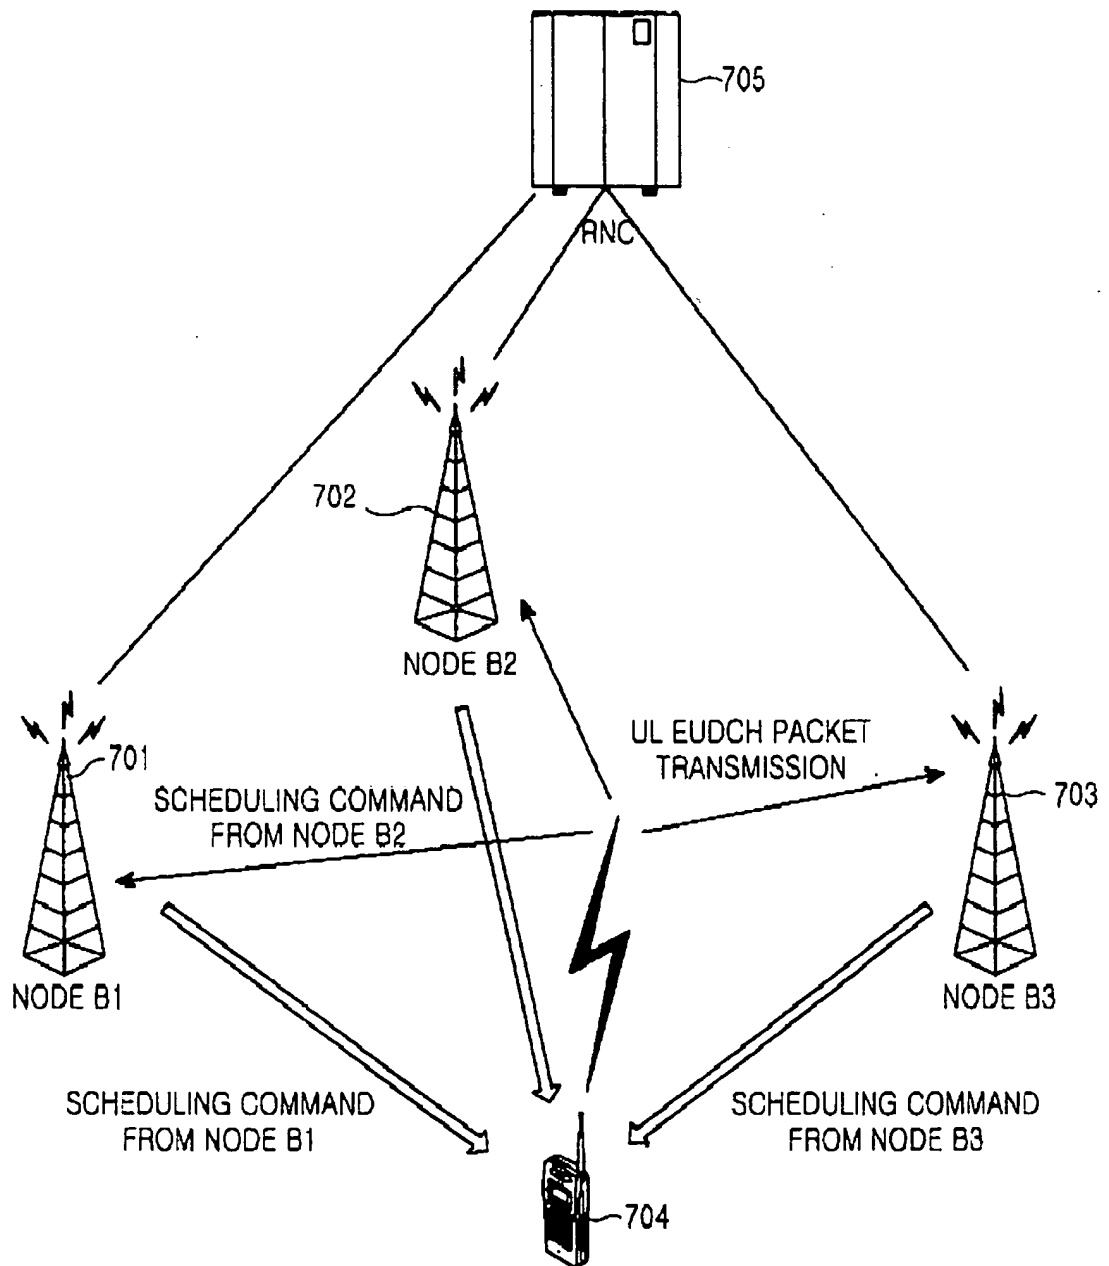 705
RNC
702
NODE B2
701
UL EUDCH PACKET
TRANSMISSION
703
SCHEDULING COMMAND
FROM NODE B2
NODE B1
NODE B3
SCHEDULING COMMAND
FROM NODE B1
SCHEDULING COMMAND
FROM NODE B3
704